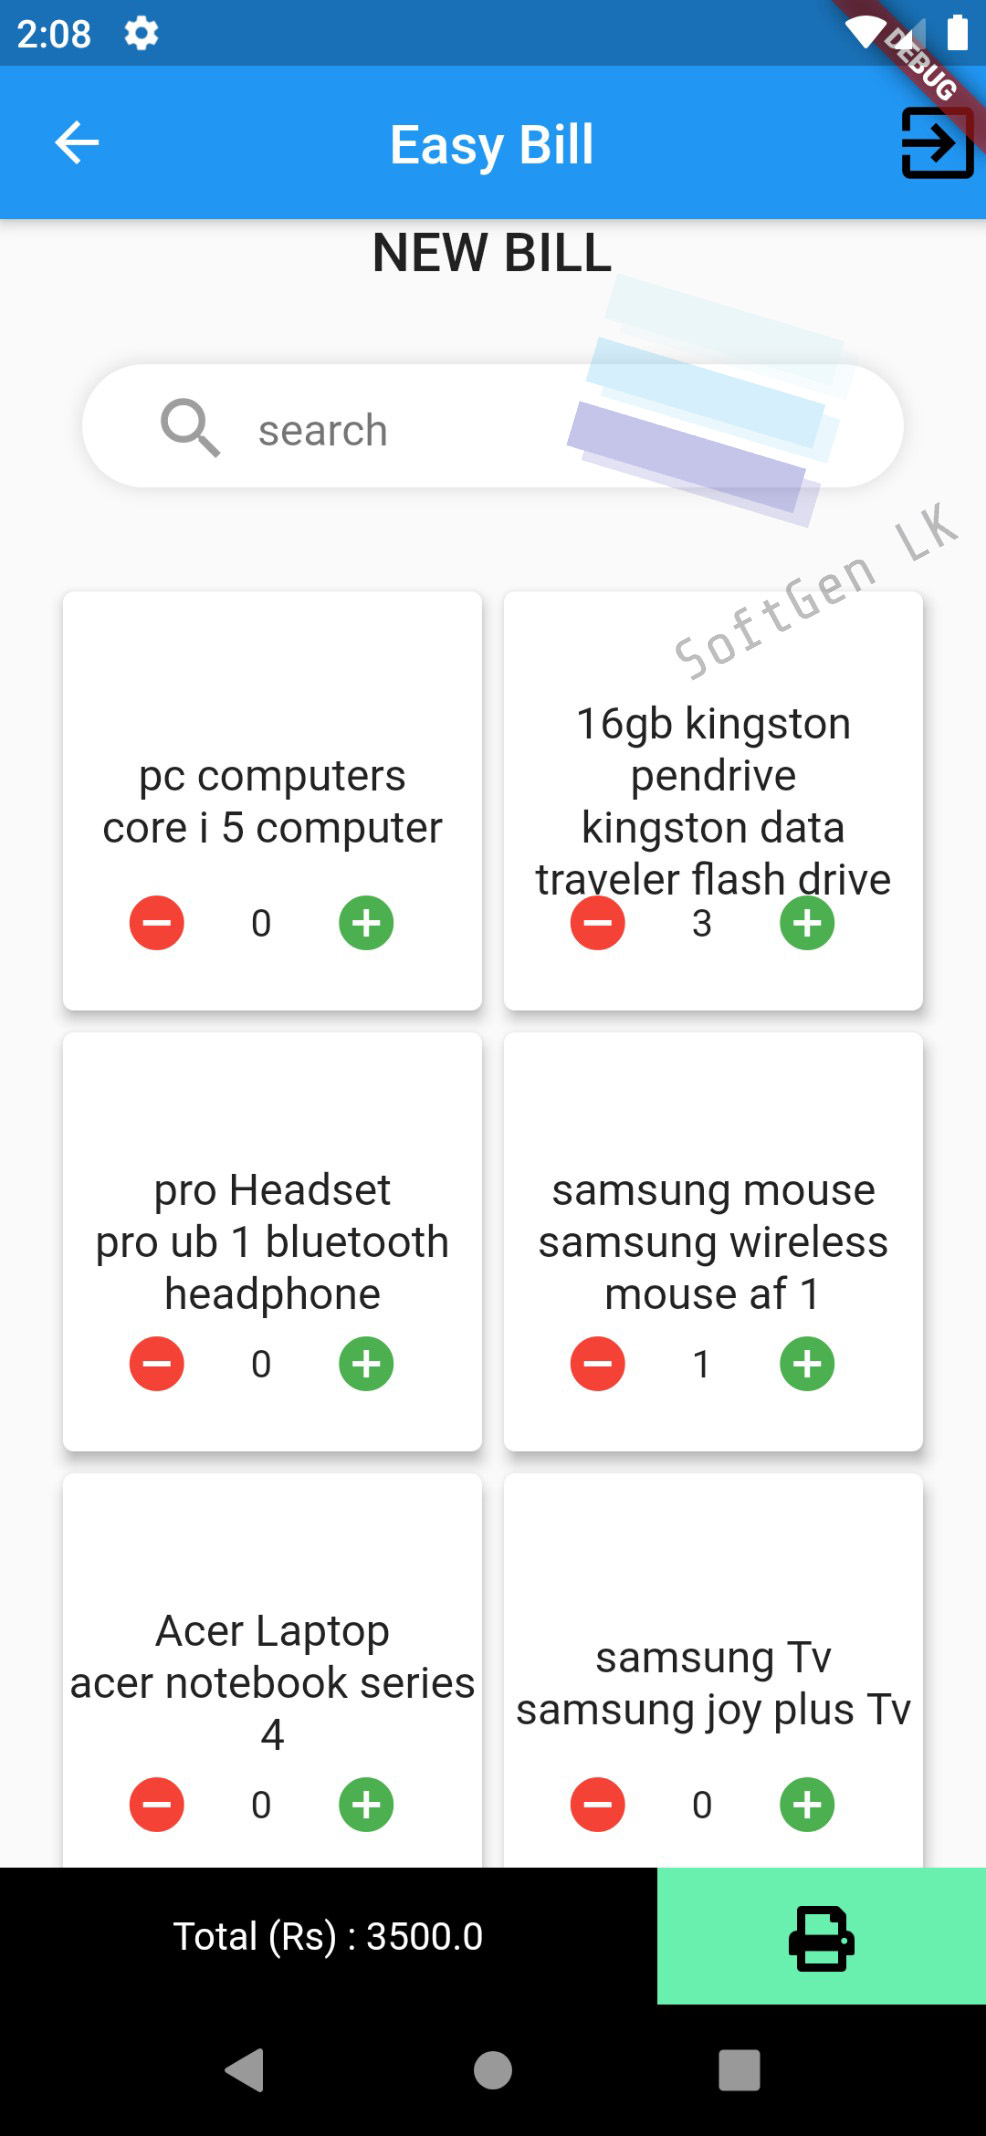 2:08
DEBUG
Easy Bill
NEW BILL
search
SoftGen LK
pc computers
core i 5 computer
0
16gb kingston
pendrive
kingston data
traveler flash drive
3
pro Headset
pro ub 1 bluetooth
headphone
0
samsung mouse
samsung wireless
mouse af 1
1
Acer Laptop
acer notebook series
4
0
samsung Tv
samsung joy plus Tv
0
Total (Rs) : 3500.0